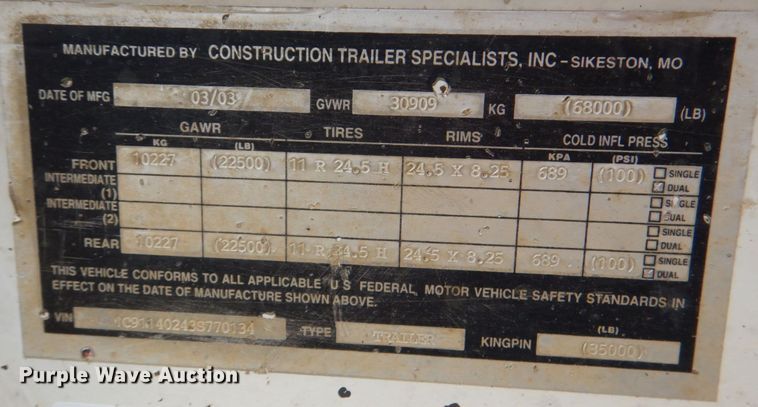 MANUFACTURED BY CONSTRUCTION TRAILER SPECIALISTS, INC - SIKESTON, MO
DATE OF MFG 03/03 GVWR 30909 KG (68000) (LB)
GAWR TIRES RIMS COLD INFL PRESS
KG (LB) KPA (PSI)
FRONT 10227 (22500) 11 R 24.5 H 24.5 X 8.25 689 (100) SINGLE
INTERMEDIATE (1) DUAL
INTERMEDIATE (2) SINGLE
DUAL
REAR 10227 (22500) 11 R 24.5 H 24.5 X 8.25 689 (100) SINGLE
DUAL
THIS VEHICLE CONFORMS TO ALL APPLICABLE U S FEDERAL MOTOR VEHICLE SAFETY STANDARDS IN
EFFECT ON THE DATE OF MANUFACTURE SHOWN ABOVE.
(LB)
VIN TYPE TRAILER KINGPIN (35000)
Purple Wave Auction